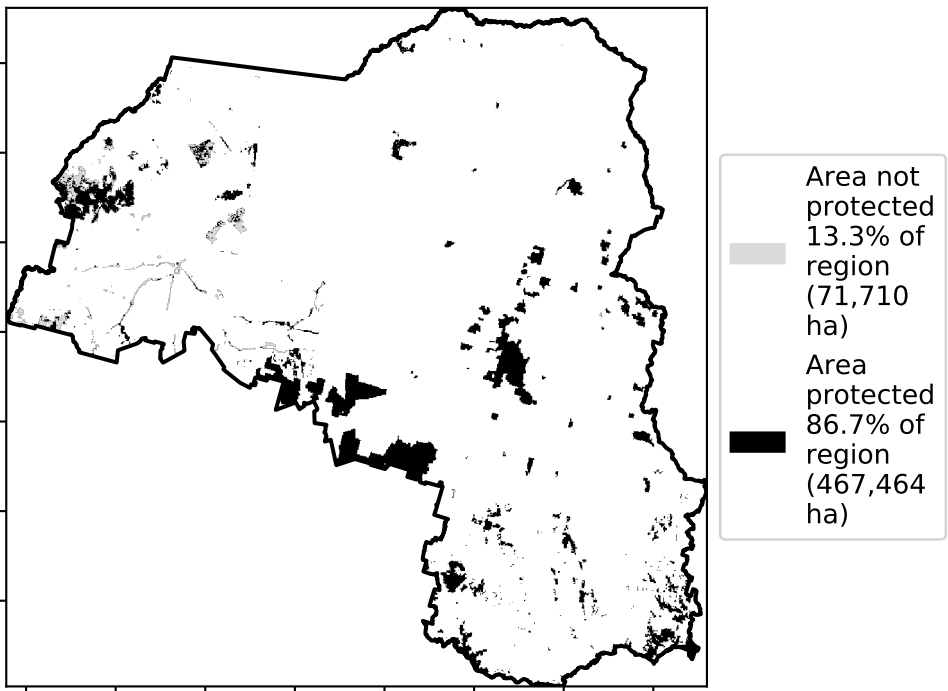 Area not
protected
13.3% of
region
(71,710
ha)
Area
protected
86.7% of
region
(467,464
ha)